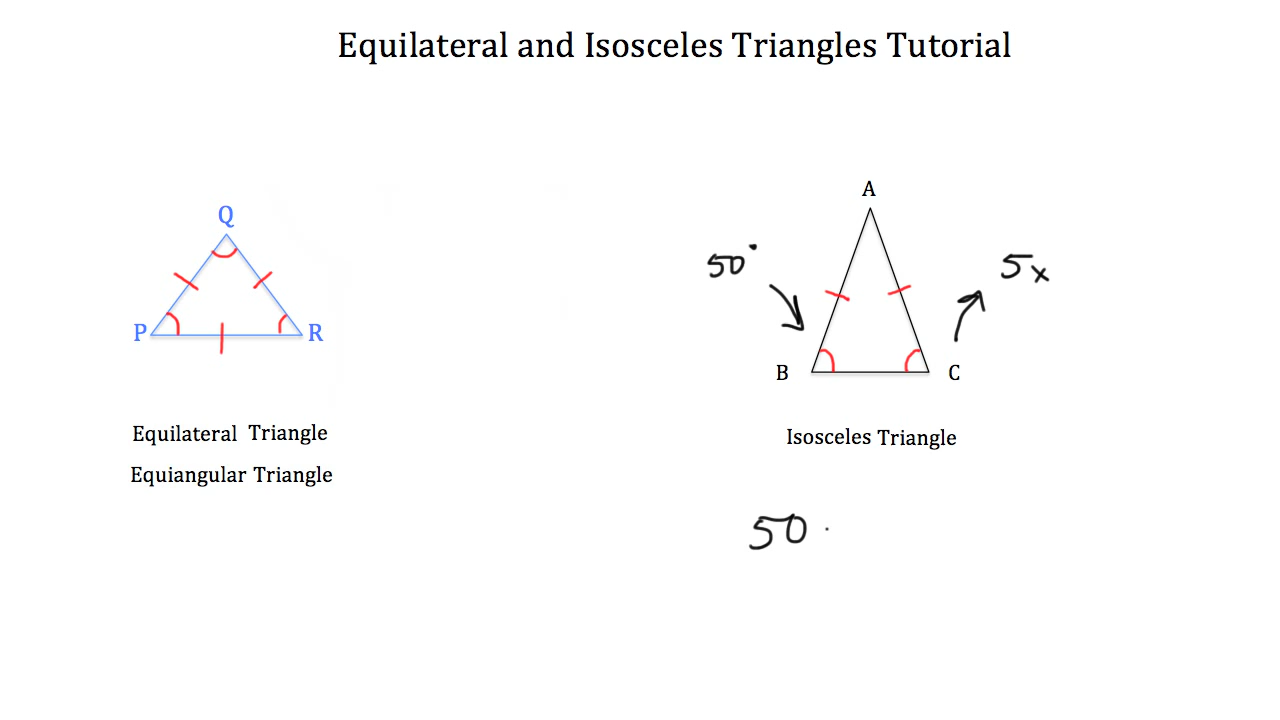 Equilateral and Isosceles Triangles Tutorial
A
Q
50°
5x
P
R
B
C
Equilateral Triangle
Isosceles Triangle
Equiangular Triangle
50